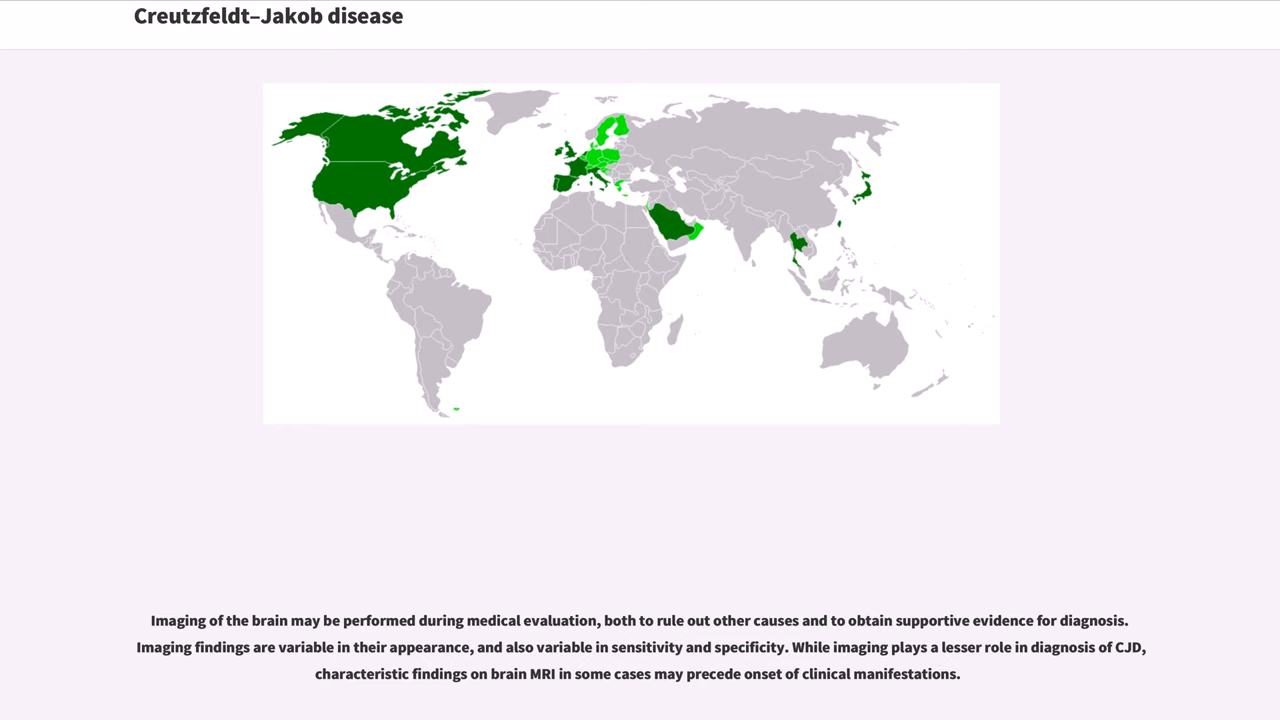 Creutzfeldt–Jakob disease
Imaging of the brain may be performed during medical evaluation, both to rule out other causes and to obtain supportive evidence for diagnosis.
Imaging findings are variable in their appearance, and also variable in sensitivity and specificity. While imaging plays a lesser role in diagnosis of CJD,
characteristic findings on brain MRI in some cases may precede onset of clinical manifestations.